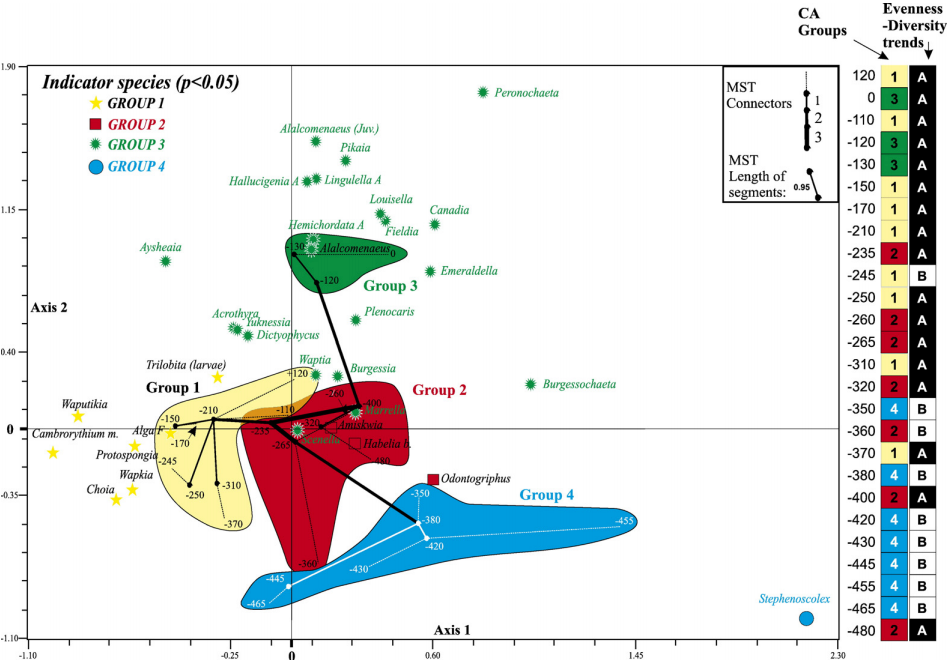 CA Groups
Evenness -Diversity trends
1.90
Indicator species (p<0.05)
GROUP 1
GROUP 2
GROUP 3
GROUP 4
Peronochaeta
MST Connectors
1
2
3
MST Length of segments:
0.95
Alalcomenaeus (Juv.)
Pikaia
Hallucigenia A
Lingulella A
1.15
Louisella
Canadia
Fieldia
Hemichordata A
Alalcomenaeus
-130
0
Aysheaia
-120
Group 3
Emeraldella
Axis 2
Plenocaris
Acrothyra
Yuknessia
Dictyophycus
0.40
Trilobita (larvae)
Waptia
Burgessia
+120
Group 1
Group 2
Burgessochaeta
-260
-400
Waputikia
-210
-110
Marrella
-150
-235
-320
Amiskwia
0
Cambrorythium m.
Alga F
-170
-265
Habelia b.
Protospongia
-245
-480
Wapkia
Choia
-250
-310
Odontogriphus
-0.35
-370
-350
Group 4
-380
-455
-420
-360
-430
-445
-465
Stephenoscolex
Axis 1
-1.10
-1.10
-0.25
0
0.60
1.45
2.30
120 1 A
0 3 A
-110 1 A
-120 3 A
-130 3 A
-150 1 A
-170 1 A
-210 1 A
-235 2 A
-245 1 B
-250 1 A
-260 2 A
-265 2 A
-310 1 A
-320 2 A
-350 4 B
-360 2 B
-370 1 A
-380 4 B
-400 2 A
-420 4 B
-430 4 B
-445 4 B
-455 4 B
-465 4 B
-480 2 A